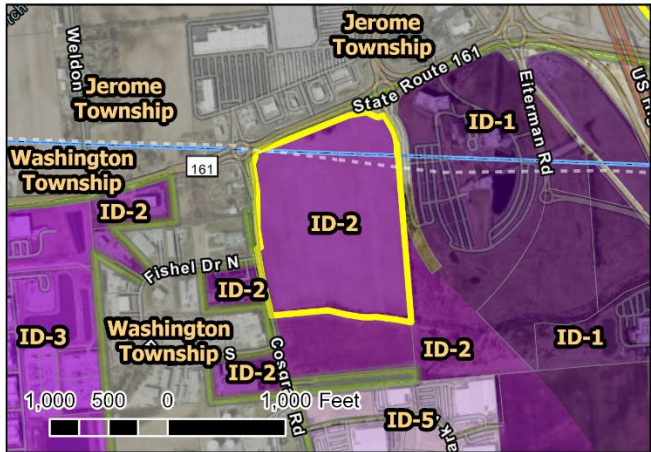 Jerome
Township
Weldon
Jerome
Township
State Route 161
Eiterman Rd
ID-1
Washington
Township
161
ID-2
ID-2
Fishel Dr N
ID-2
ID-3
Washington
Township
S
ID-2
ID-1
ID-2
Cosgray Rd
1,000 500 0 1,000 Feet
ID-5